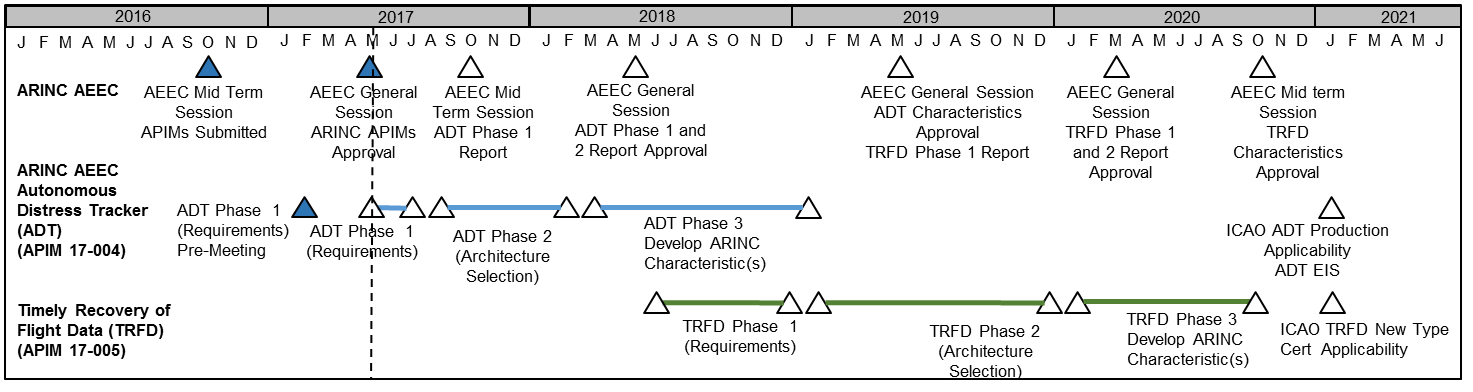 2016 2017 2018 2019 2020 2021
J F M A M J J A S O N D J F M A M J J A S O N D J F M A M J J A S O N D J F M A M J J A S O N D J F M A M J J A S O N D J F M A M J
ARINC AEEC
AEEC Mid Term
Session
APIMs Submitted
AEEC General
Session
ARINC APIMs
Approval
AEEC Mid
Term Session
ADT Phase 1
Report
AEEC General
Session
ADT Phase 1 and
2 Report Approval
AEEC General Session
ADT Characteristics
Approval
TRFD Phase 1 Report
AEEC General
Session
TRFD Phase 1
and 2 Report
Approval
AEEC Mid term
Session
TRFD
Characteristics
Approval
ARINC AEEC
Autonomous
Distress Tracker
(ADT)
(APIM 17-004)
ADT Phase 1
(Requirements)
Pre-Meeting
ADT Phase 1
(Requirements)
ADT Phase 2
(Architecture
Selection)
ADT Phase 3
Develop ARINC
Characteristic(s)
ICAO ADT Production
Applicability
ADT EIS
Timely Recovery of
Flight Data (TRFD)
(APIM 17-005)
TRFD Phase 1
(Requirements)
TRFD Phase 2
(Architecture
Selection)
TRFD Phase 3
Develop ARINC
Characteristic(s)
ICAO TRFD New Type
Cert Applicability